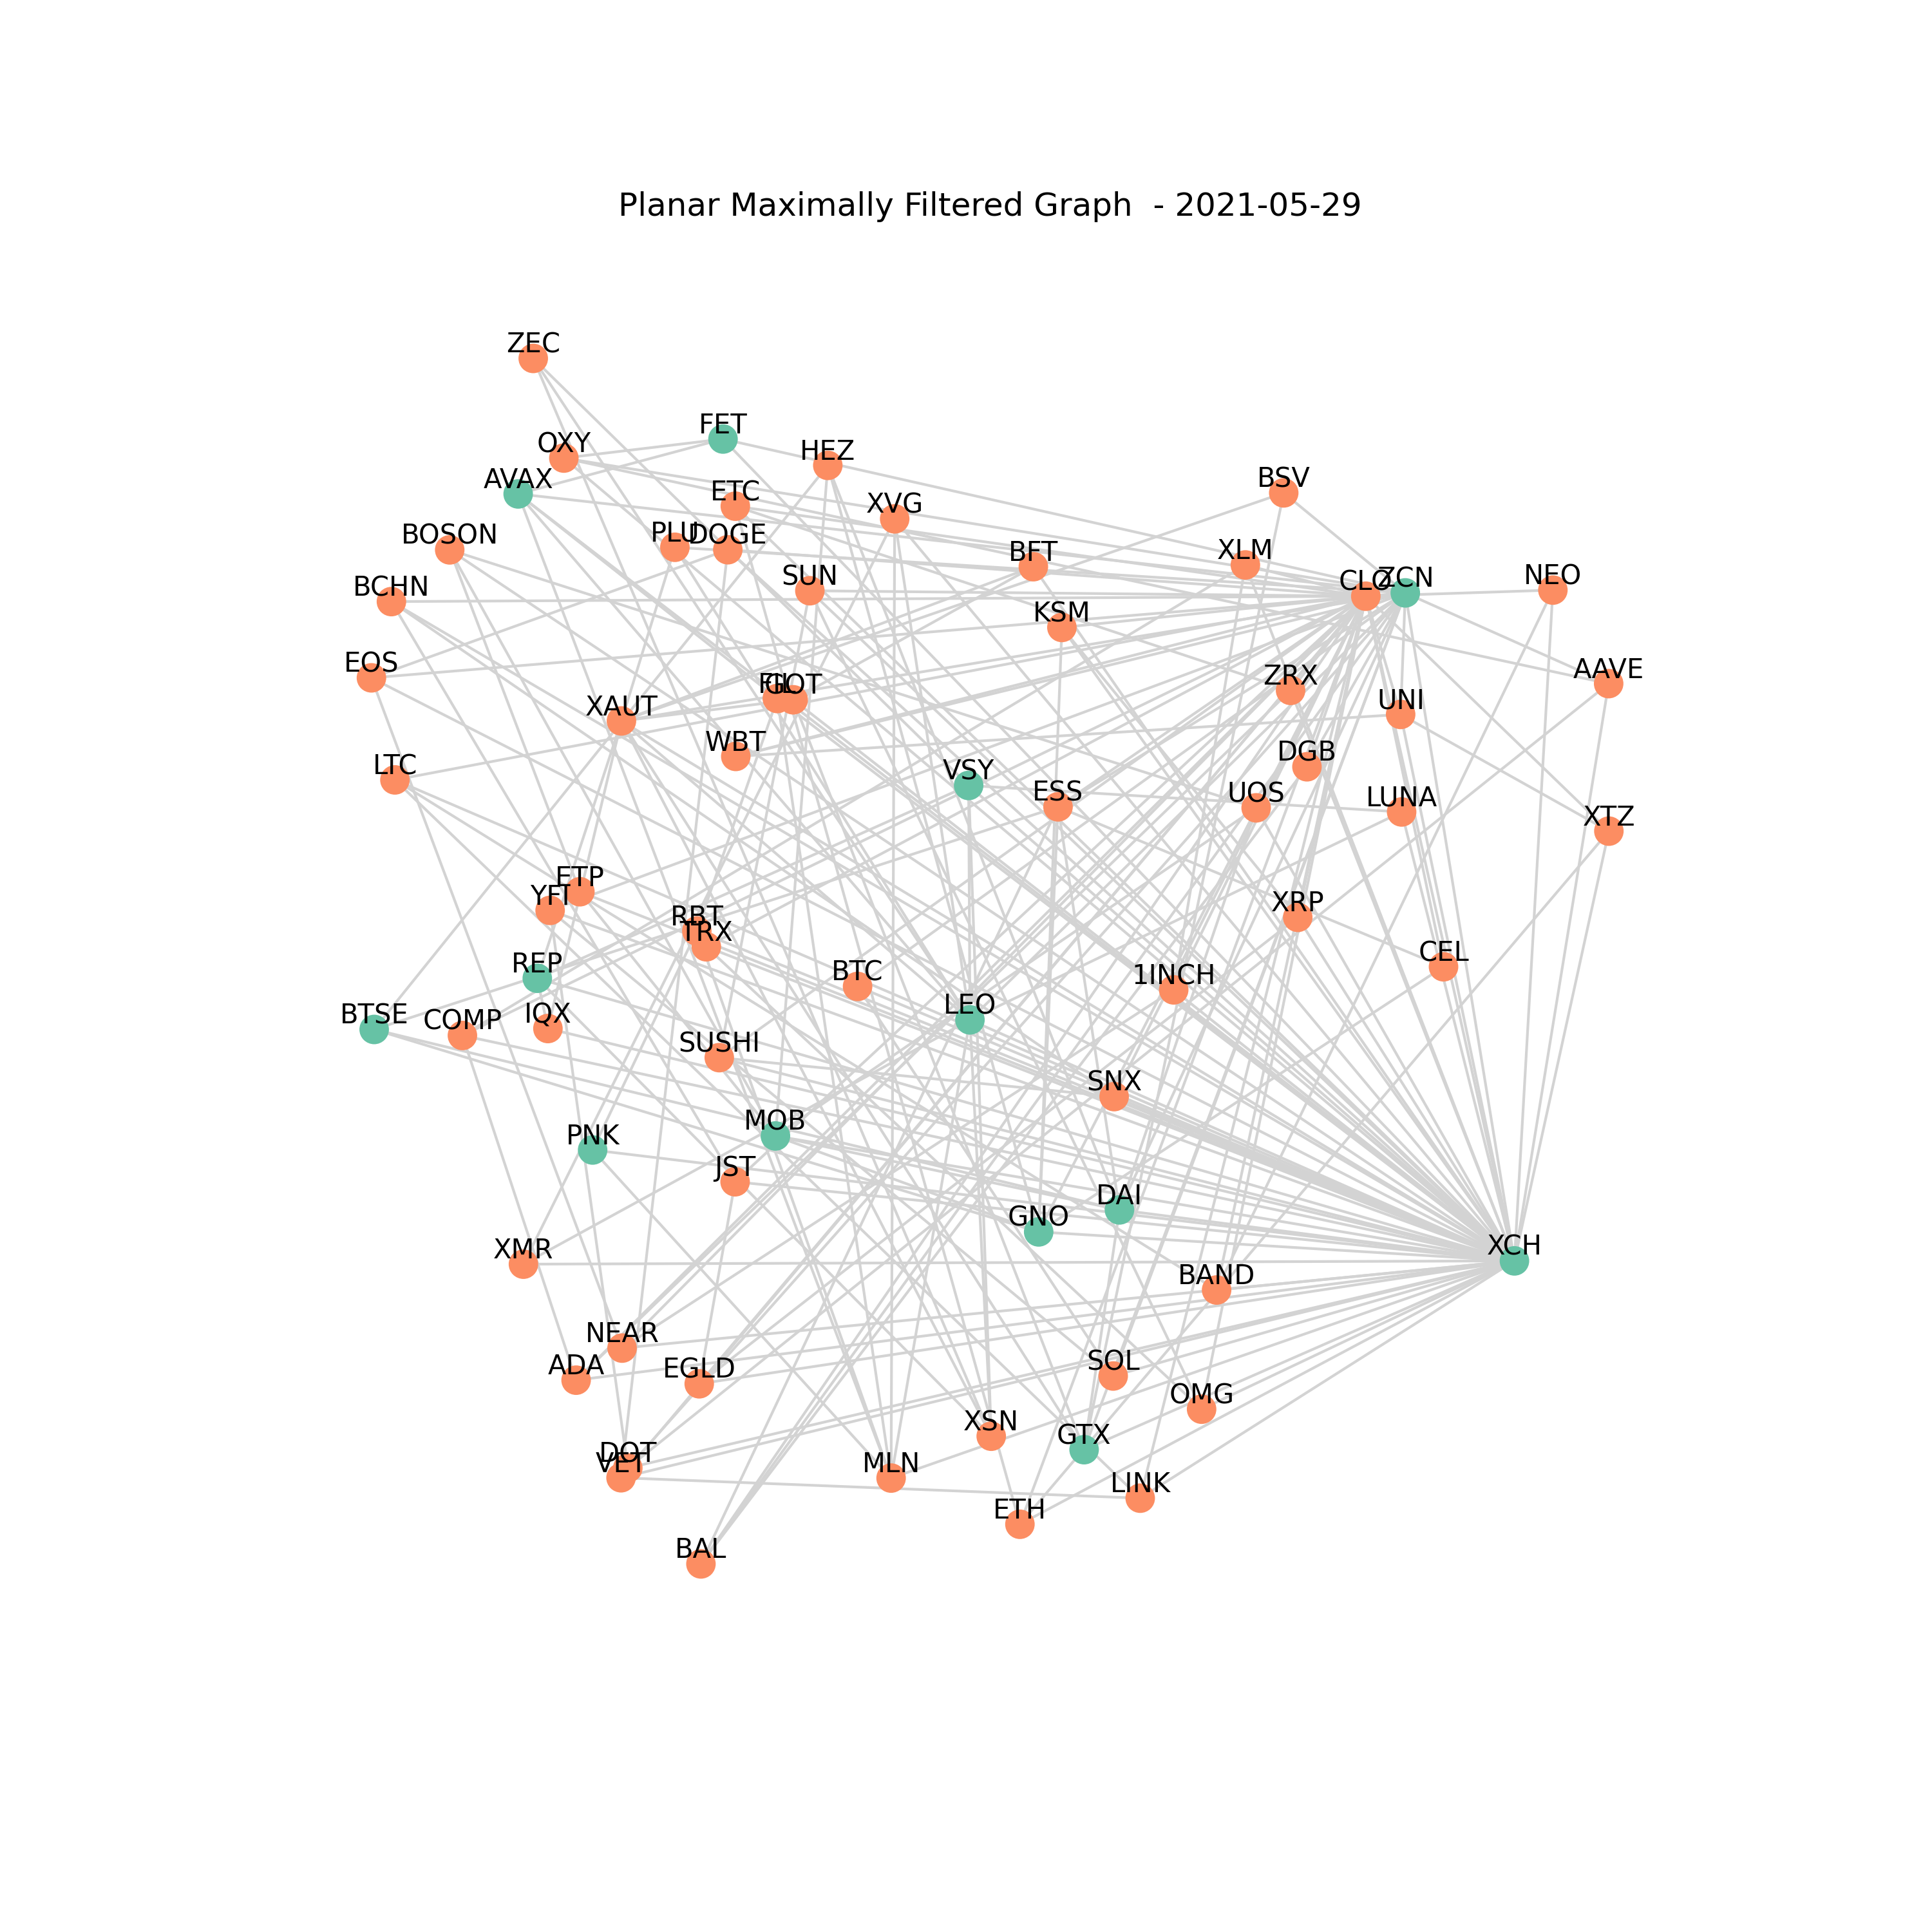 Planar Maximally Filtered Graph - 2021-05-29
ZEC
FET
OXY
HEZ
AVAX
BSV
ETC
XVG
BOSON
PLU
DOGE
BFT
XLM
SUN
BCHN
CLO
ZCN
NEO
KSM
EOS
AAVE
GOT
ZRX
XAUT
UNI
WBT
DGB
LTC
VSY
ESS
UOS
LUNA
XTZ
ETP
YFI
RBT
TRX
XRP
CEL
REP
BTC
1INCH
BTSE
COMP
IQX
LEO
SUSHI
SNX
PNK
MOB
JST
DAI
GNO
XMR
XCH
BAND
NEAR
ADA
EGLD
SOL
OMG
XSN
GTX
DOT
VET
MLN
LINK
ETH
BAL